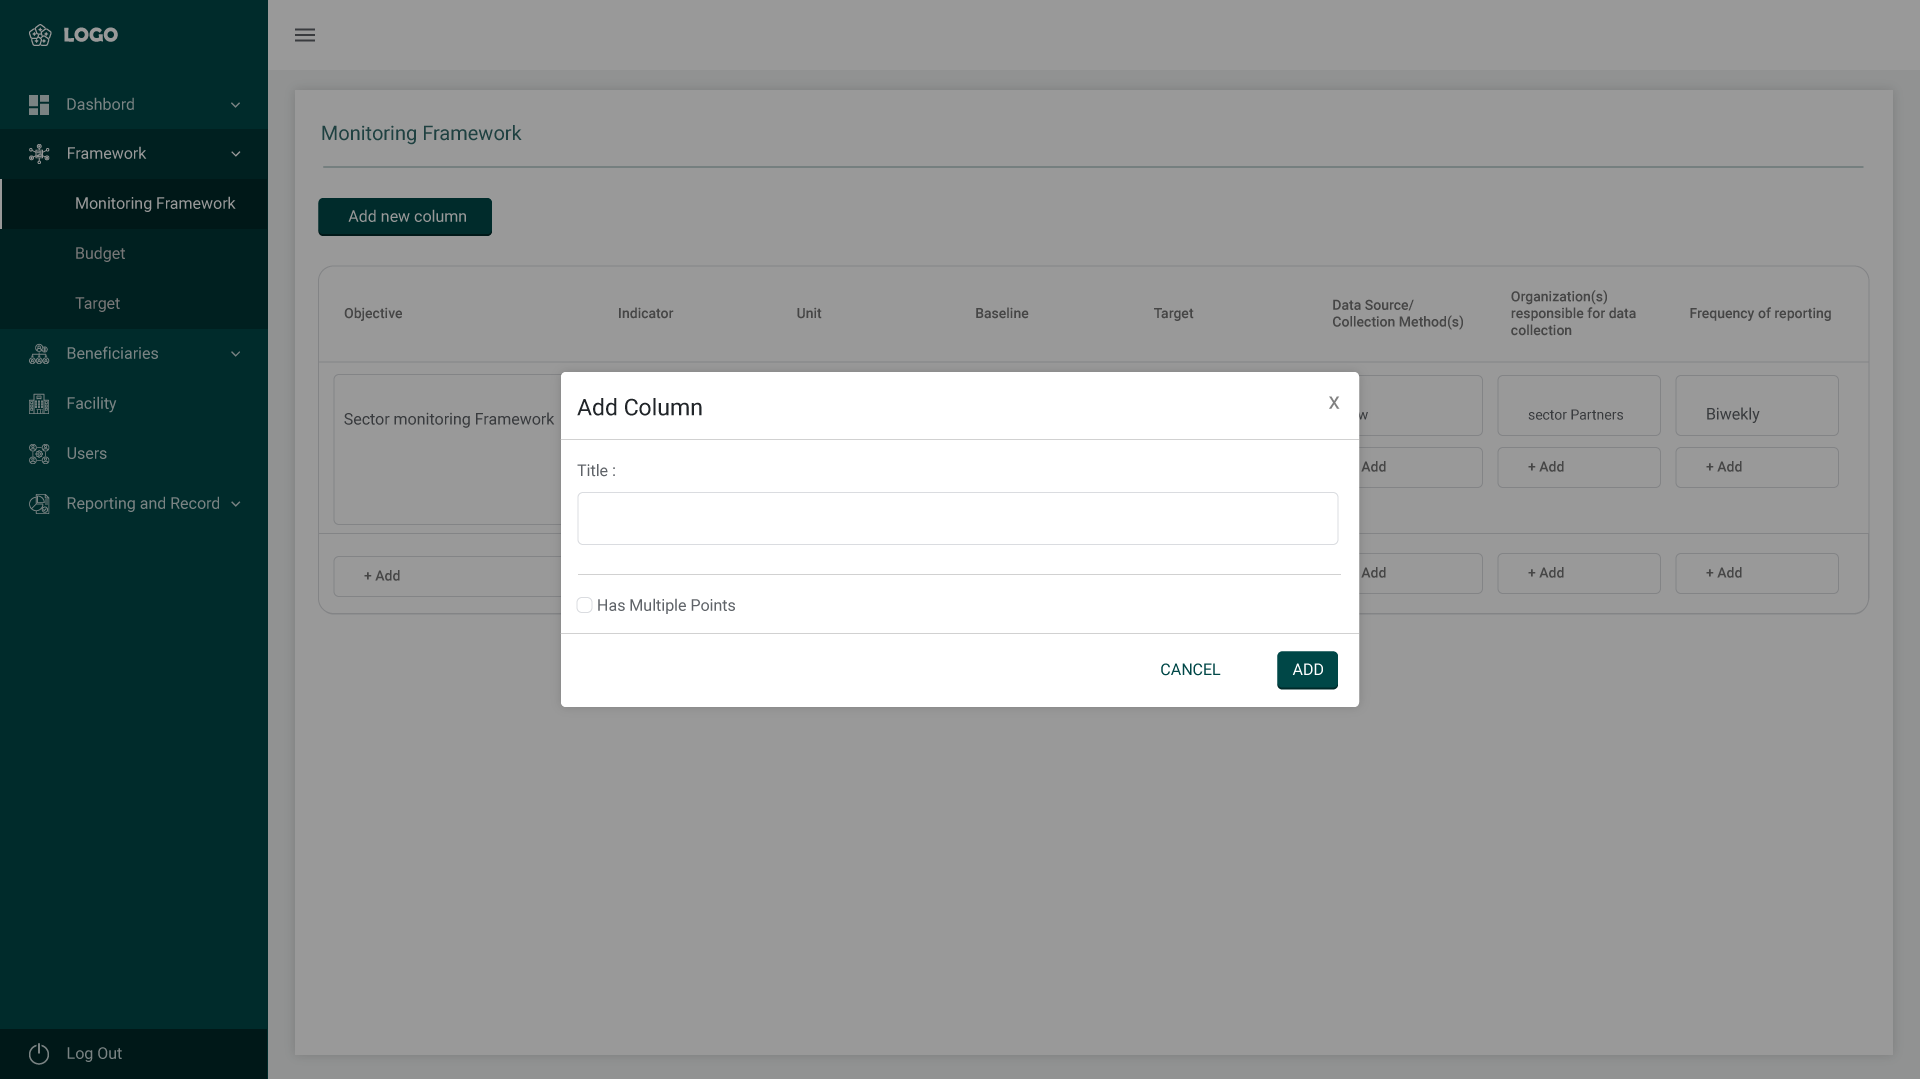 LOGO
Dashbord
Framework
Monitoring Framework
Budget
Target
Beneficiaries
Facility
Users
Reporting and Record
Log Out
Monitoring Framework
Add new column
Objective
Indicator
Unit
Baseline
Target
Data Source/
Collection Method(s)
Organization(s)
responsible for data
collection
Frequency of reporting
Sector monitoring Framework
sector Partners
Biwekly
Add
+ Add
+ Add
+ Add
Add
+ Add
+ Add
Add Column
X
Title :
Has Multiple Points
CANCEL
ADD